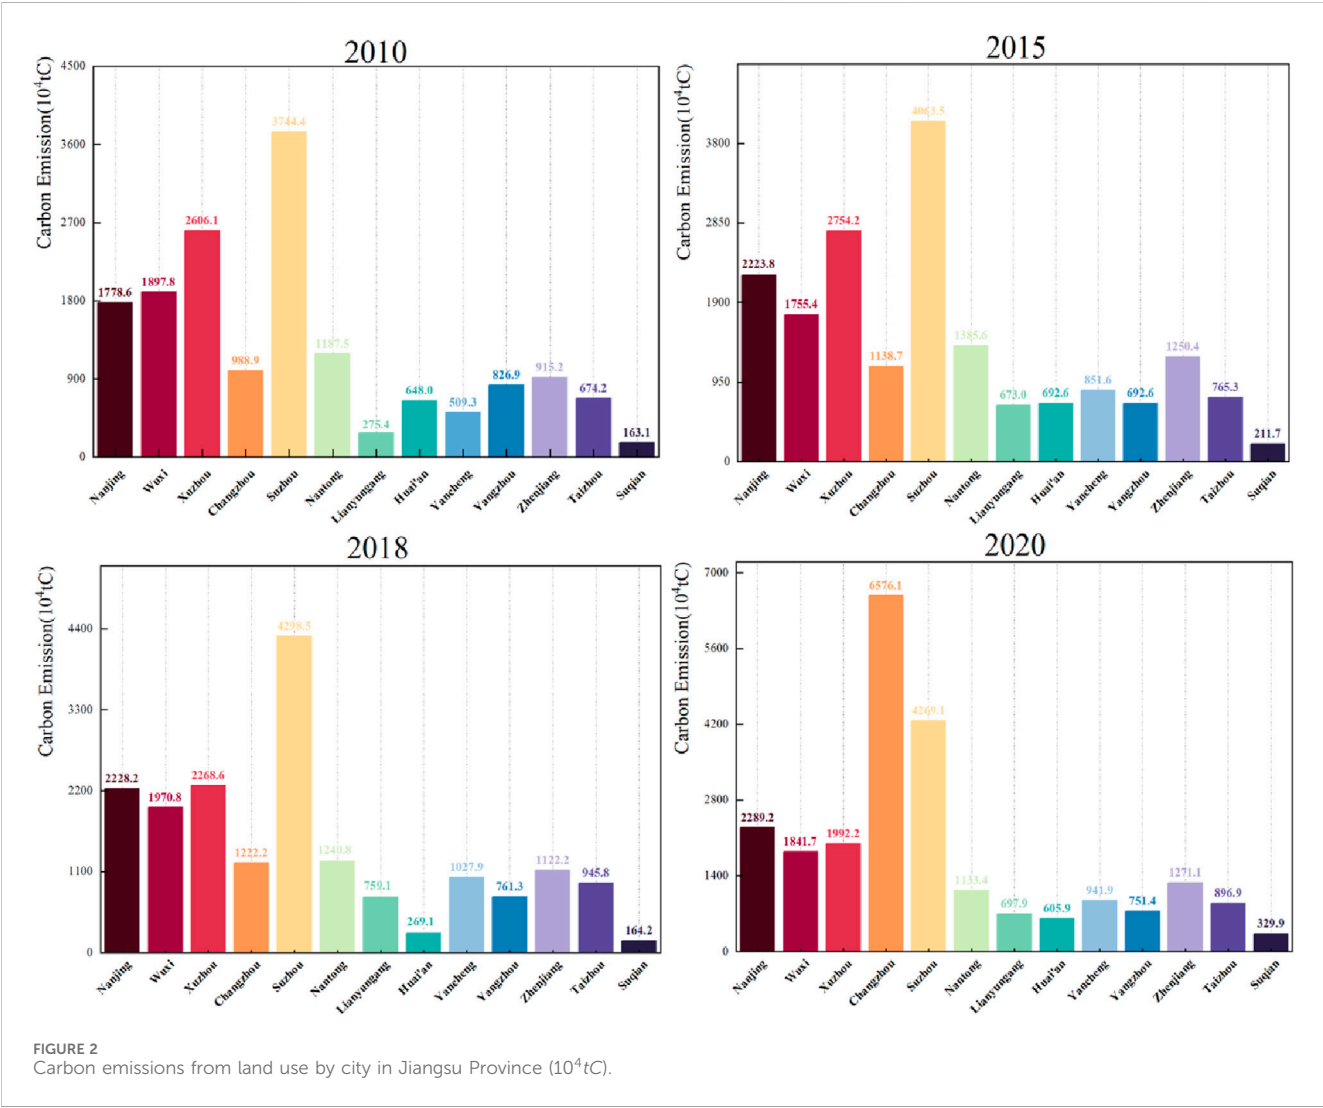 2010
Carbon Emission(10⁴tC)
4500
3600
2700
1800
900
0
1778.6
1897.8
2606.1
988.9
3744.4
1187.5
275.4
648.0
509.3
826.9
915.2
674.2
163.1
Nanjing
Wuxi
Xuzhou
Changzhou
Suzhou
Nantong
Lianyungang
Huai'an
Yancheng
Yangzhou
Zhenjiang
Taizhou
Suqian
2015
Carbon Emission(10⁴tC)
3800
2850
1900
950
0
2223.8
1755.4
2754.2
1138.7
4063.5
1385.6
673.0
692.6
851.6
692.6
1250.4
765.3
211.7
Nanjing
Wuxi
Xuzhou
Changzhou
Suzhou
Nantong
Lianyungang
Huai'an
Yancheng
Yangzhou
Zhenjiang
Taizhou
Suqian
2018
Carbon Emission(10⁴tC)
4400
3300
2200
1100
0
2228.2
1970.8
2268.6
1222.2
4298.5
1240.8
759.1
269.1
1027.9
761.3
1122.2
945.8
164.2
Nanjing
Wuxi
Xuzhou
Changzhou
Suzhou
Nantong
Lianyungang
Huai'an
Yancheng
Yangzhou
Zhenjiang
Taizhou
Suqian
2020
Carbon Emission(10⁴tC)
7000
5600
4200
2800
1400
0
2289.2
1841.7
1992.2
6576.1
4269.1
1133.4
697.9
605.9
941.9
751.4
1271.1
896.9
329.9
Nanjing
Wuxi
Xuzhou
Changzhou
Suzhou
Nantong
Lianyungang
Huai'an
Yancheng
Yangzhou
Zhenjiang
Taizhou
Suqian
FIGURE 2
Carbon emissions from land use by city in Jiangsu Province (10⁴tC).